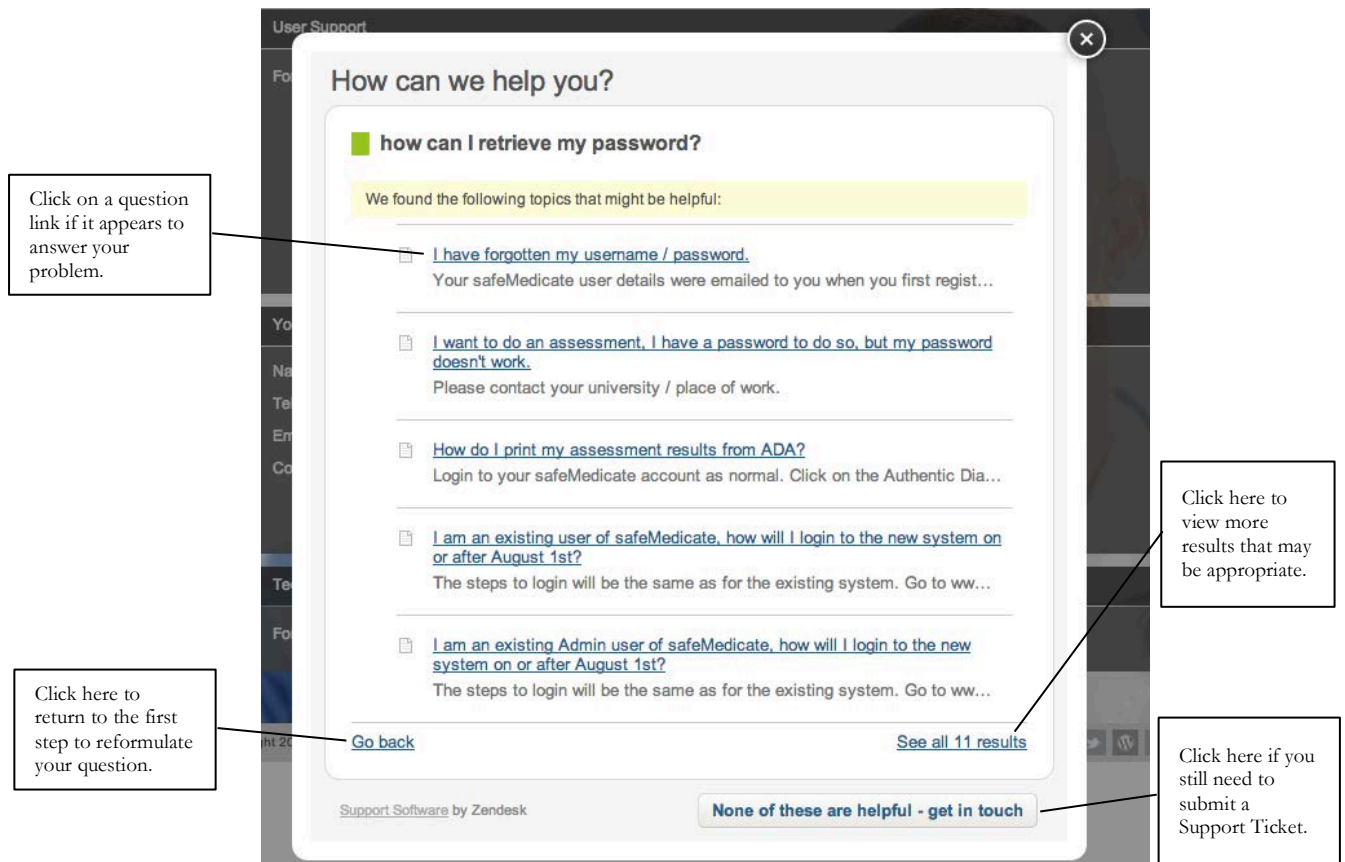 User Support
Fo
How can we help you?
how can I retrieve my password?
We found the following topics that might be helpful:
I have forgotten my username / password.
Your safeMedicate user details were emailed to you when you first regist...
I want to do an assessment, I have a password to do so, but my password
doesn't work.
Please contact your university / place of work.
How do I print my assessment results from ADA?
Login to your safeMedicate account as normal. Click on the Authentic Dia...
I am an existing user of safeMedicate, how will I login to the new system on
or after August 1st?
The steps to login will be the same as for the existing system. Go to ww...
I am an existing Admin user of safeMedicate, how will I login to the new
system on or after August 1st?
The steps to login will be the same as for the existing system. Go to ww...
Go back
See all 11 results
Support Software by Zendesk
None of these are helpful - get in touch
Yo
Na
Tel
Em
Co
Te
Fo
ght 20
Click on a question
link if it appears to
answer your
problem.
Click here to
return to the first
step to reformulate
your question.
Click here to
view more
results that may
be appropriate.
Click here if you
still need to
submit a
Support Ticket.